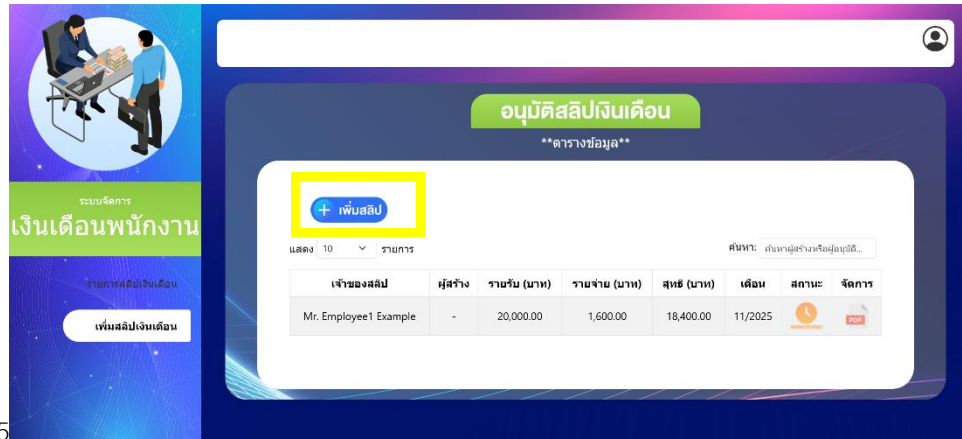 อนุมัติสลิปเงินเดือน
**ตารางข้อมูล**
ระบบจัดการ
เงินเดือนพนักงาน
รายการสลิปเงินเดือน
เพิ่มสลิปเงินเดือน
+ เพิ่มสลิป
แสดง 10 รายการ
ค้นหา: ค้นหาผู้สร้างหรือผู้อนุมัติ...
เจ้าของสลิป ผู้สร้าง รายรับ (บาท) รายจ่าย (บาท) สุทธิ (บาท) เดือน สถานะ จัดการ
Mr. Employee1 Example - 20,000.00 1,600.00 18,400.00 11/2025 PDF
5